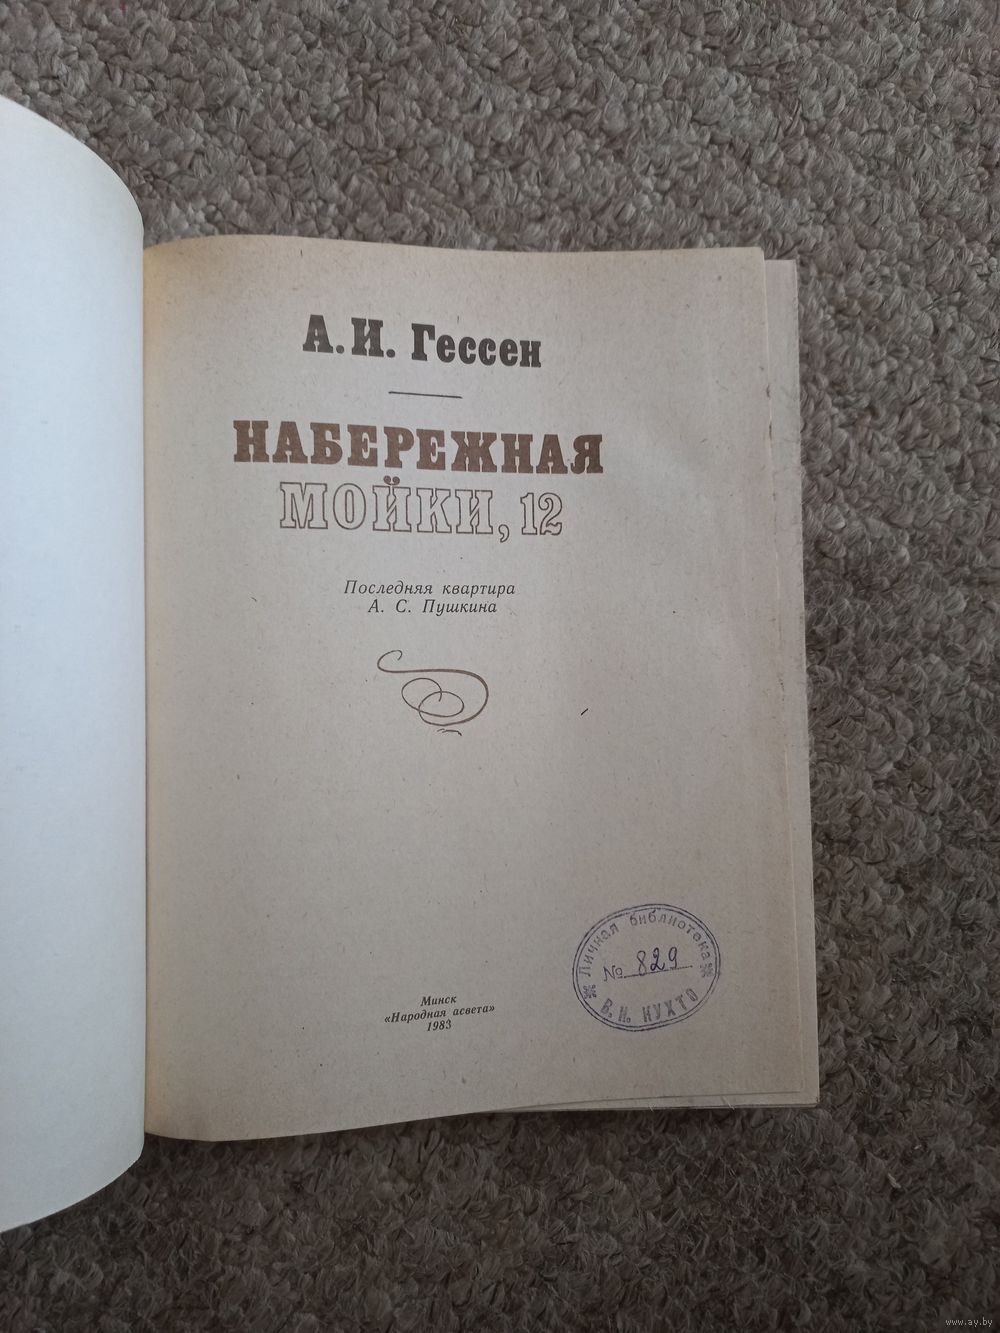 А. И. Гессен
НАБЕРЕЖНАЯ
МОЙКИ, 12
Последняя квартира
А. С. Пушкина
Минск
«Народная асвета»
1983
Личная библиотека
№ 829
В. Н. НУХТО
www.ay.by